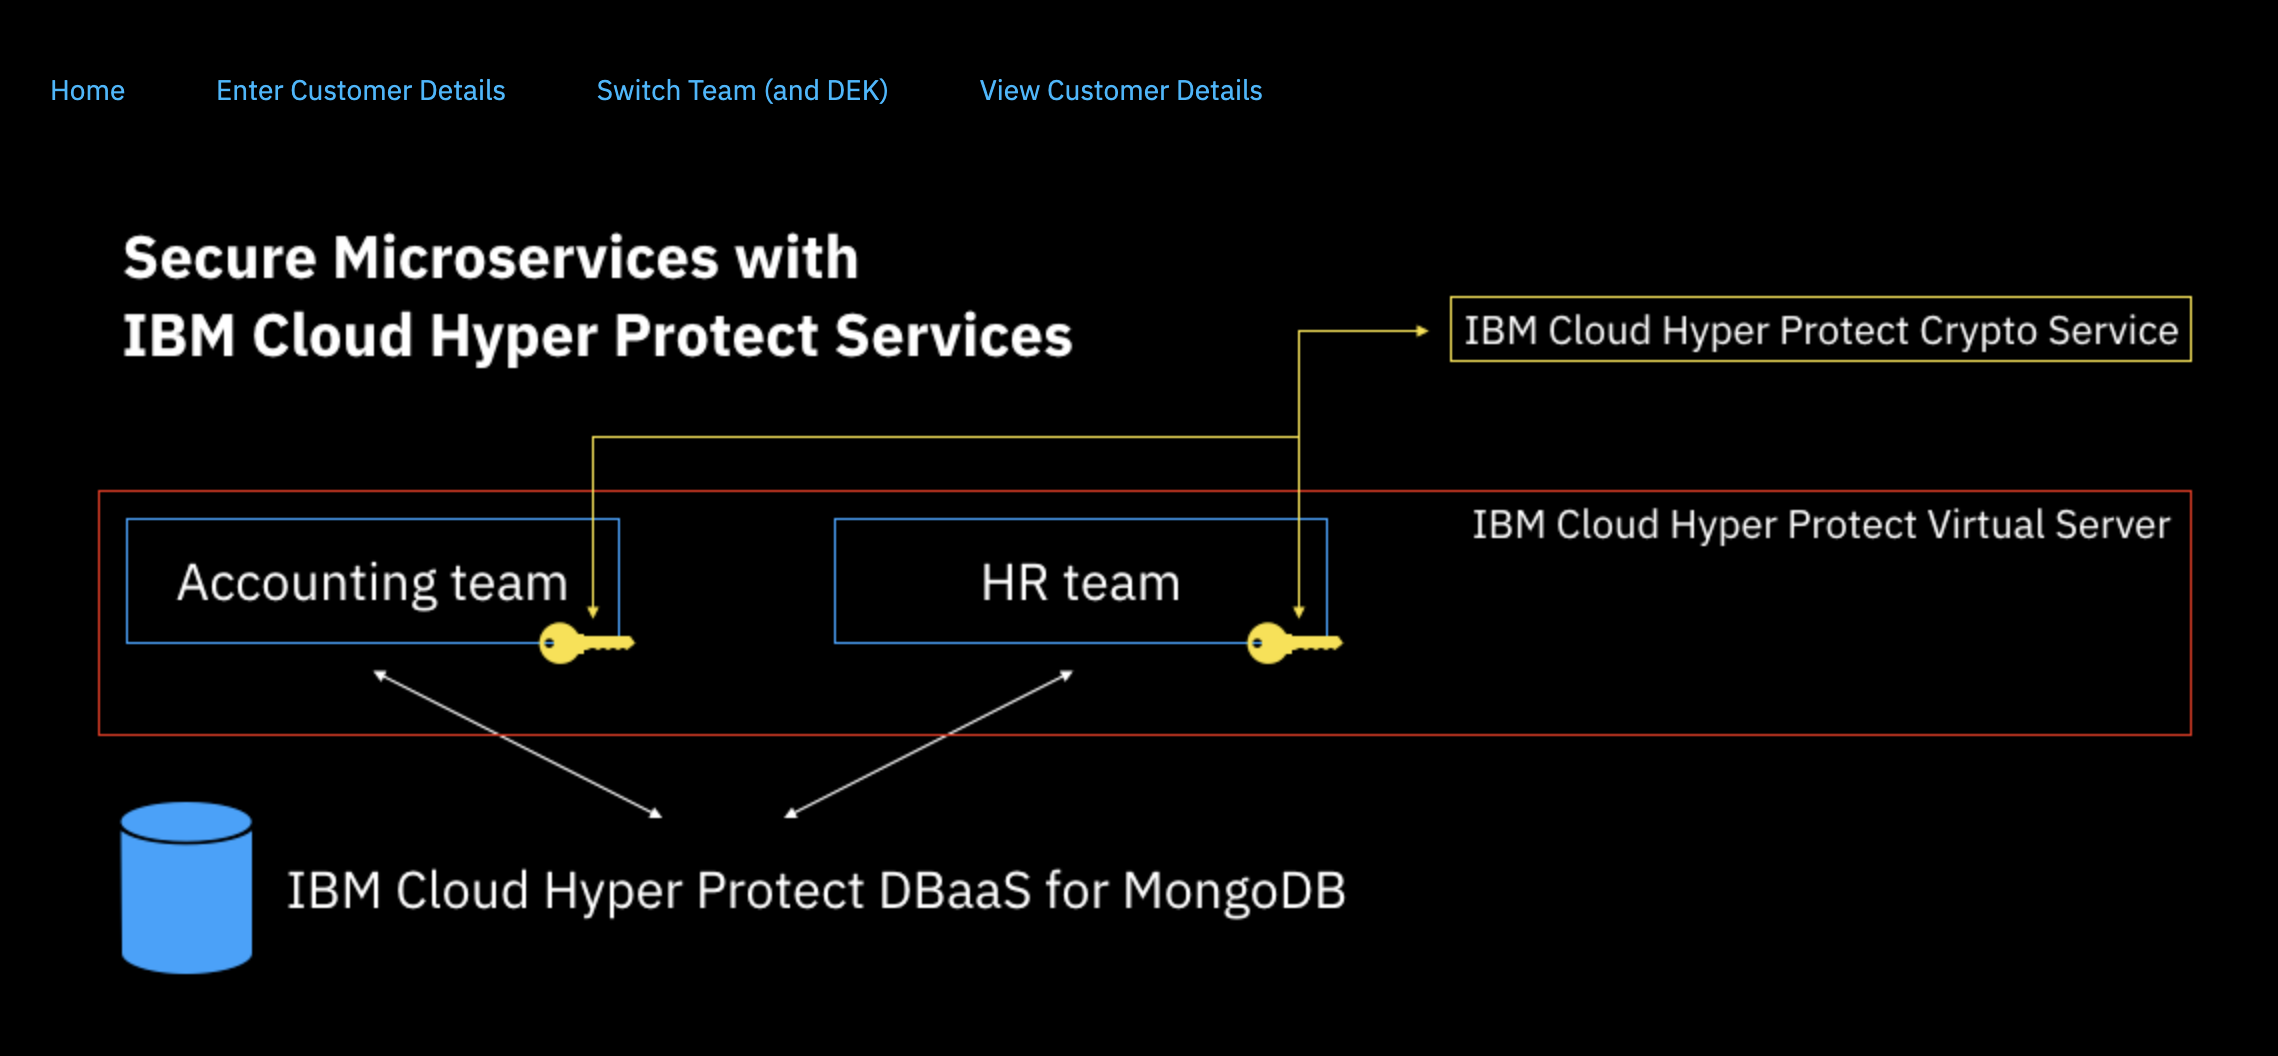 Home
Enter Customer Details
Switch Team (and DEK)
View Customer Details
Secure Microservices with
IBM Cloud Hyper Protect Services
IBM Cloud Hyper Protect Crypto Service
IBM Cloud Hyper Protect Virtual Server
Accounting team
HR team
IBM Cloud Hyper Protect DBaaS for MongoDB